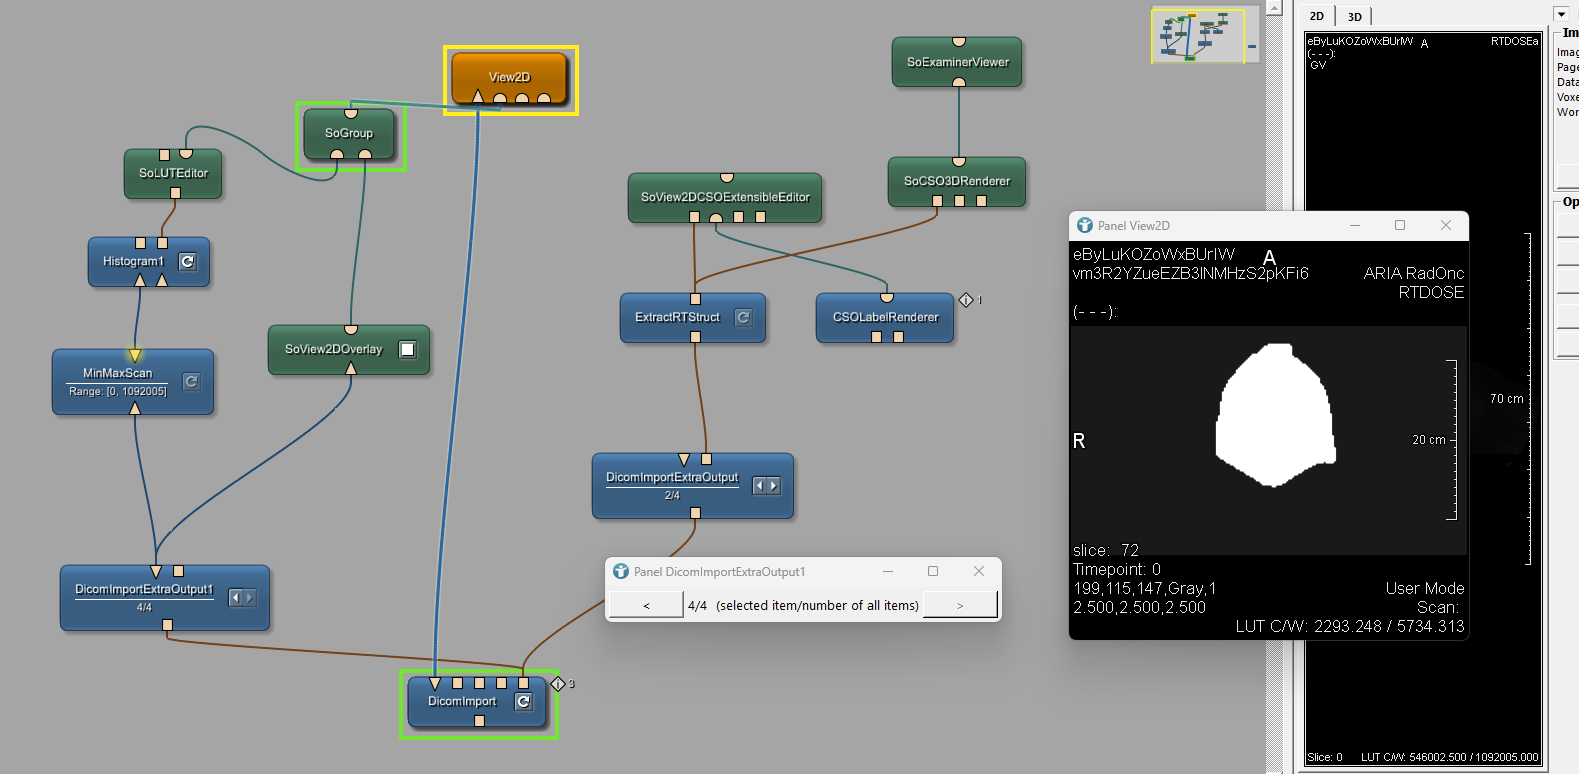 View2D
SoGroup
SoLUTEditor
Histogram1
SoView2DOverlay
MinMaxScan
Range: [0, 1092005]
DicomImportExtraOutput1
4/4
SoExaminerViewer
SoCSO3DRenderer
SoView2DCSOExtensibleEditor
ExtractRTStruct
CSOLabelRenderer
1
DicomImportExtraOutput
2/4
DicomImport
3
Panel DicomImportExtraOutput1
< 4/4 (selected item/number of all items) >
Panel View2D
eByLuKOZoWxBUrIW
A
vm3R2YZueEZB3lNMHzS2pKFi6
ARIA RadOnc
RTDOSE
(- - -):
R
20 cm
slice: 72
Timepoint: 0
199,115,147,Gray,1
User Mode
2.500,2.500,2.500
Scan:
LUT C/W: 2293.248 / 5734.313
2D
3D
eByLuKOZoWxBUrIW
A
RTDOSEa
(- - -):
GV
70 cm
Slice: 0
LUT C/W: 546002.500 / 1092005.000
Im
Imag
Page
Data
Voxe
Wor
Op